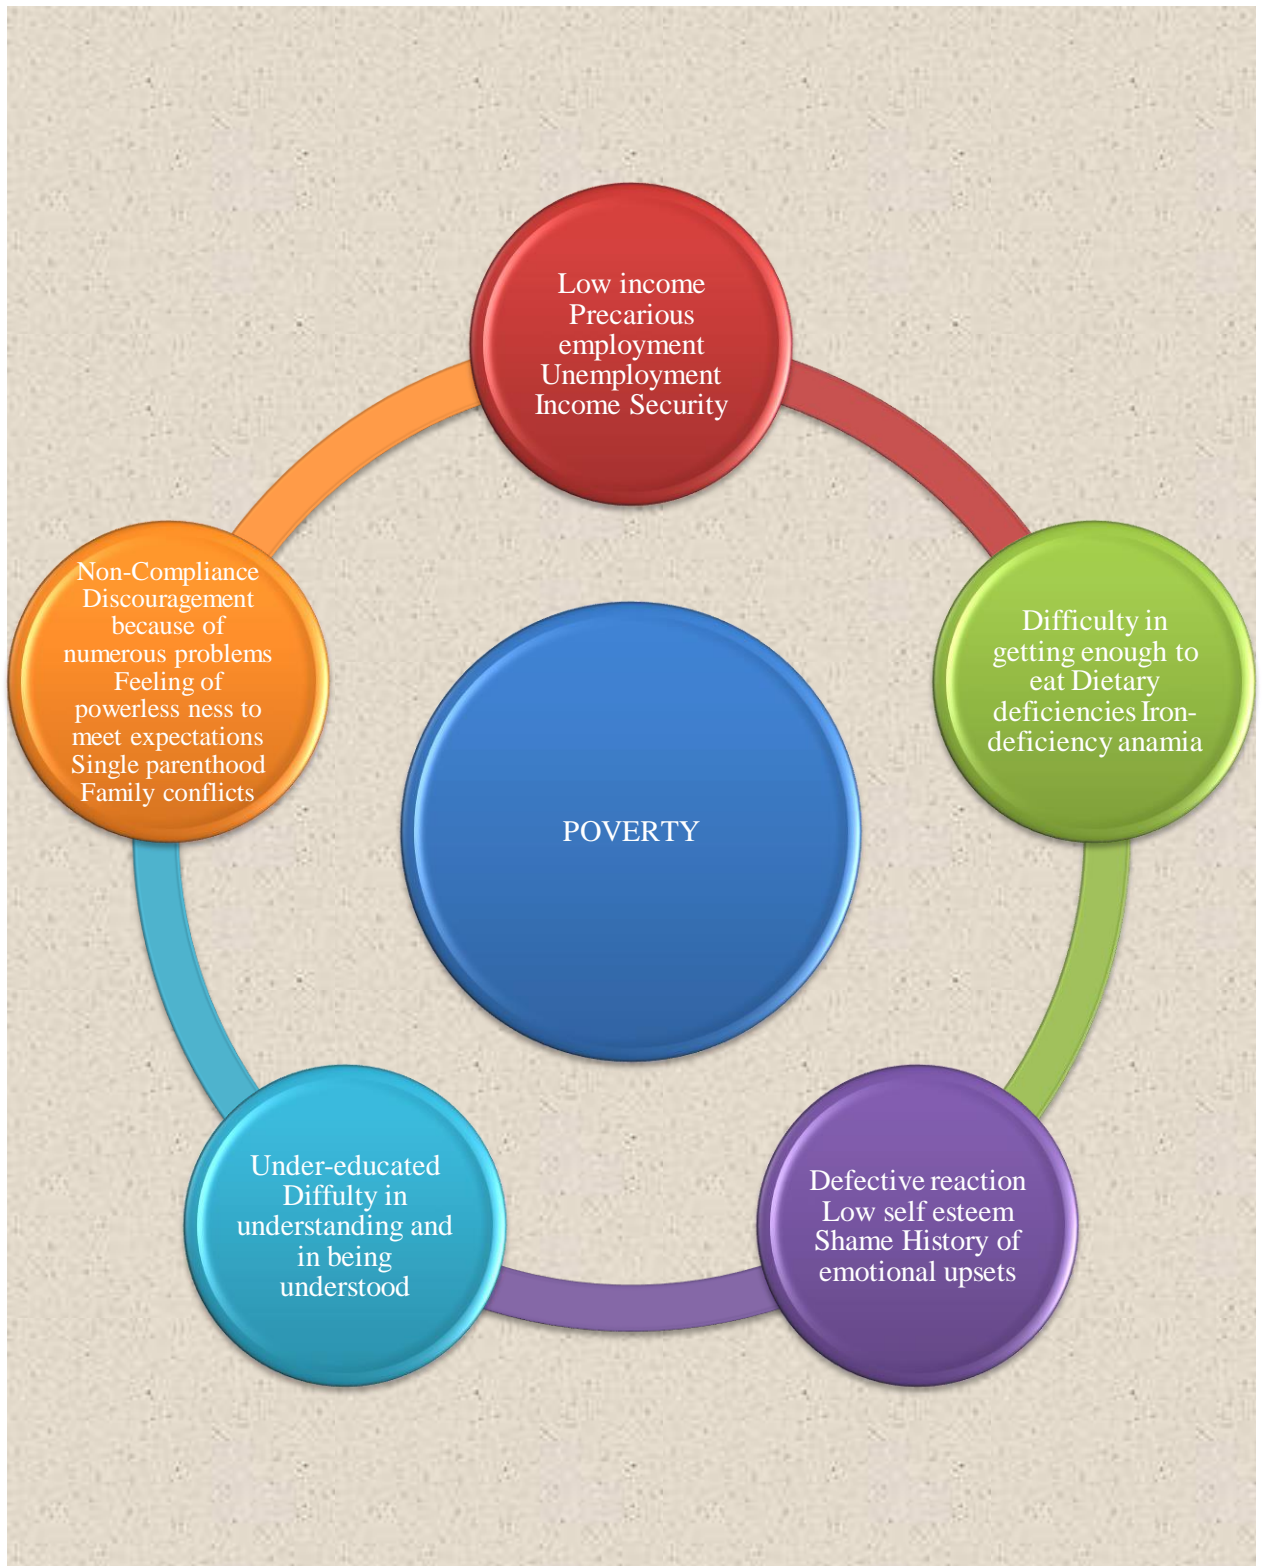 Low income
Precarious
employment
Unemployment
Income Security
Non-Compliance
Discouragement
because of
numerous problems
Feeling of
powerless ness to
meet expectations
Single parenthood
Family conflicts
Difficulty in
getting enough to
eat Dietary
deficiencies Iron-
deficiency anamia
POVERTY
Under-educated
Diffulty in
understanding and
in being
understood
Defective reaction
Low self esteem
Shame History of
emotional upsets